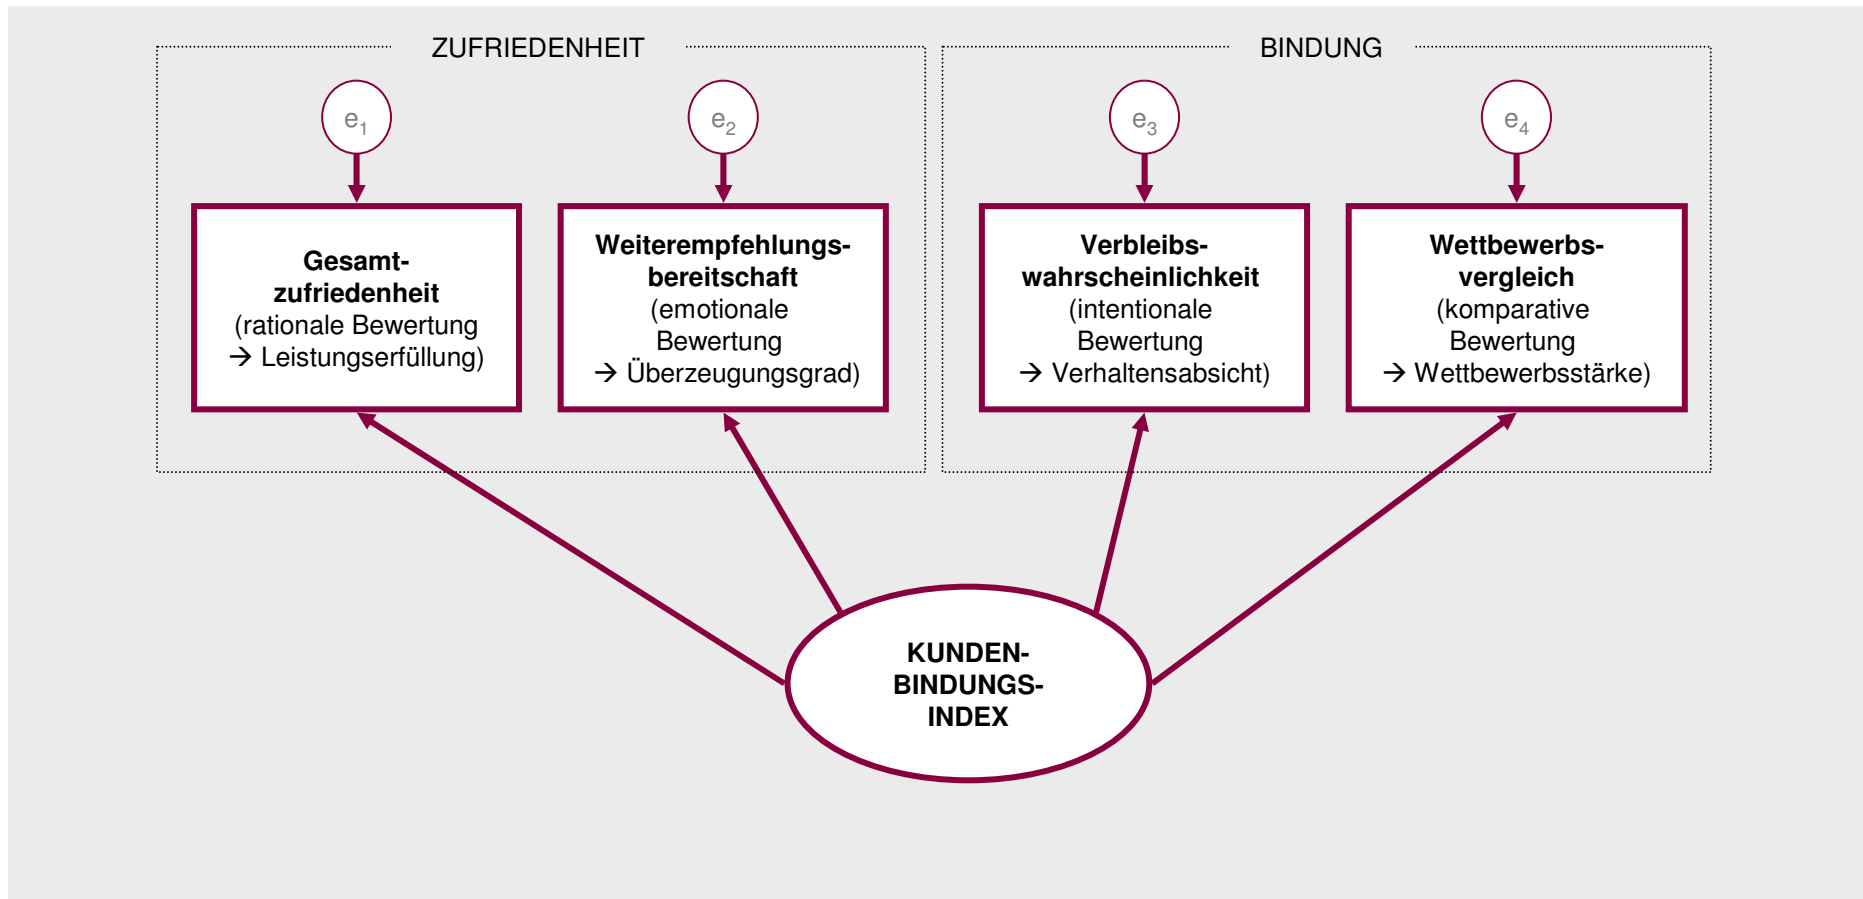 ZUFRIEDENHEIT
e1
e2
Gesamt-
zufriedenheit
(rationale Bewertung
→ Leistungserfüllung)
Weiterempfehlungs-
bereitschaft
(emotionale
Bewertung
→ Überzeugungsgrad)
BINDUNG
e3
e4
Verbleibs-
wahrscheinlichkeit
(intentionale
Bewertung
→ Verhaltensabsicht)
Wettbewerbs-
vergleich
(komparative
Bewertung
→ Wettbewerbsstärke)
KUNDEN-
BINDUNGS-
INDEX